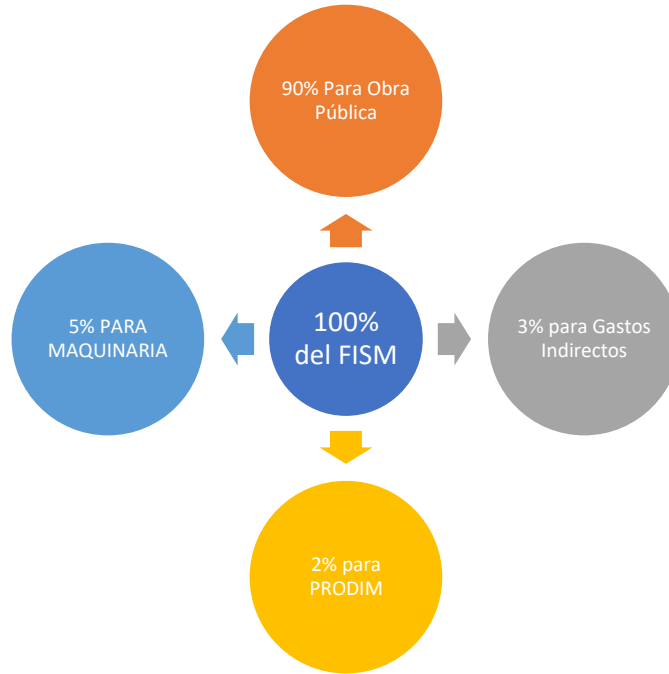 90% Para Obra
Pública
5% PARA
MAQUINARIA
100%
del FISM
3% para Gastos
Indirectos
2% para
PRODIM